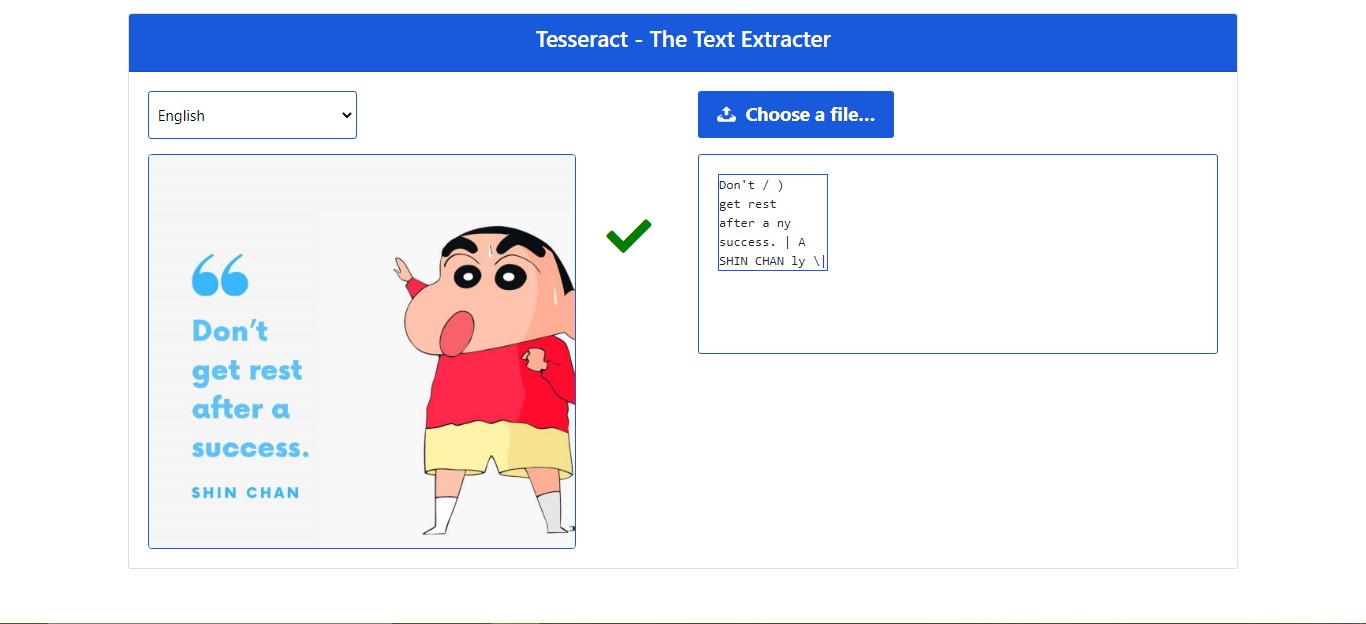 Tesseract - The Text Extracter
English
Choose a file...
Don't
get rest
after a
success.
SHIN CHAN
Don't / )
get rest
after a ny
success. | A
SHIN CHAN ly \|